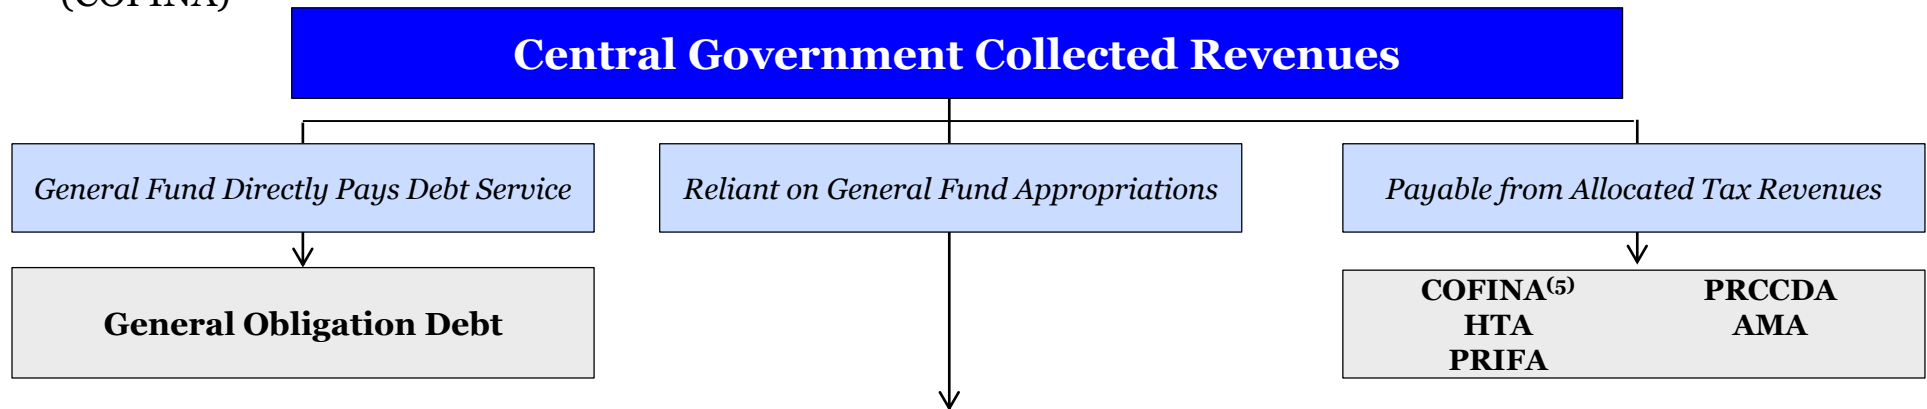 (COFINA)
Central Government Collected Revenues
General Fund Directly Pays Debt Service
Reliant on General Fund Appropriations
Payable from Allocated Tax Revenues
General Obligation Debt
COFINA(5) PRCCDA
HTA AMA
PRIFA